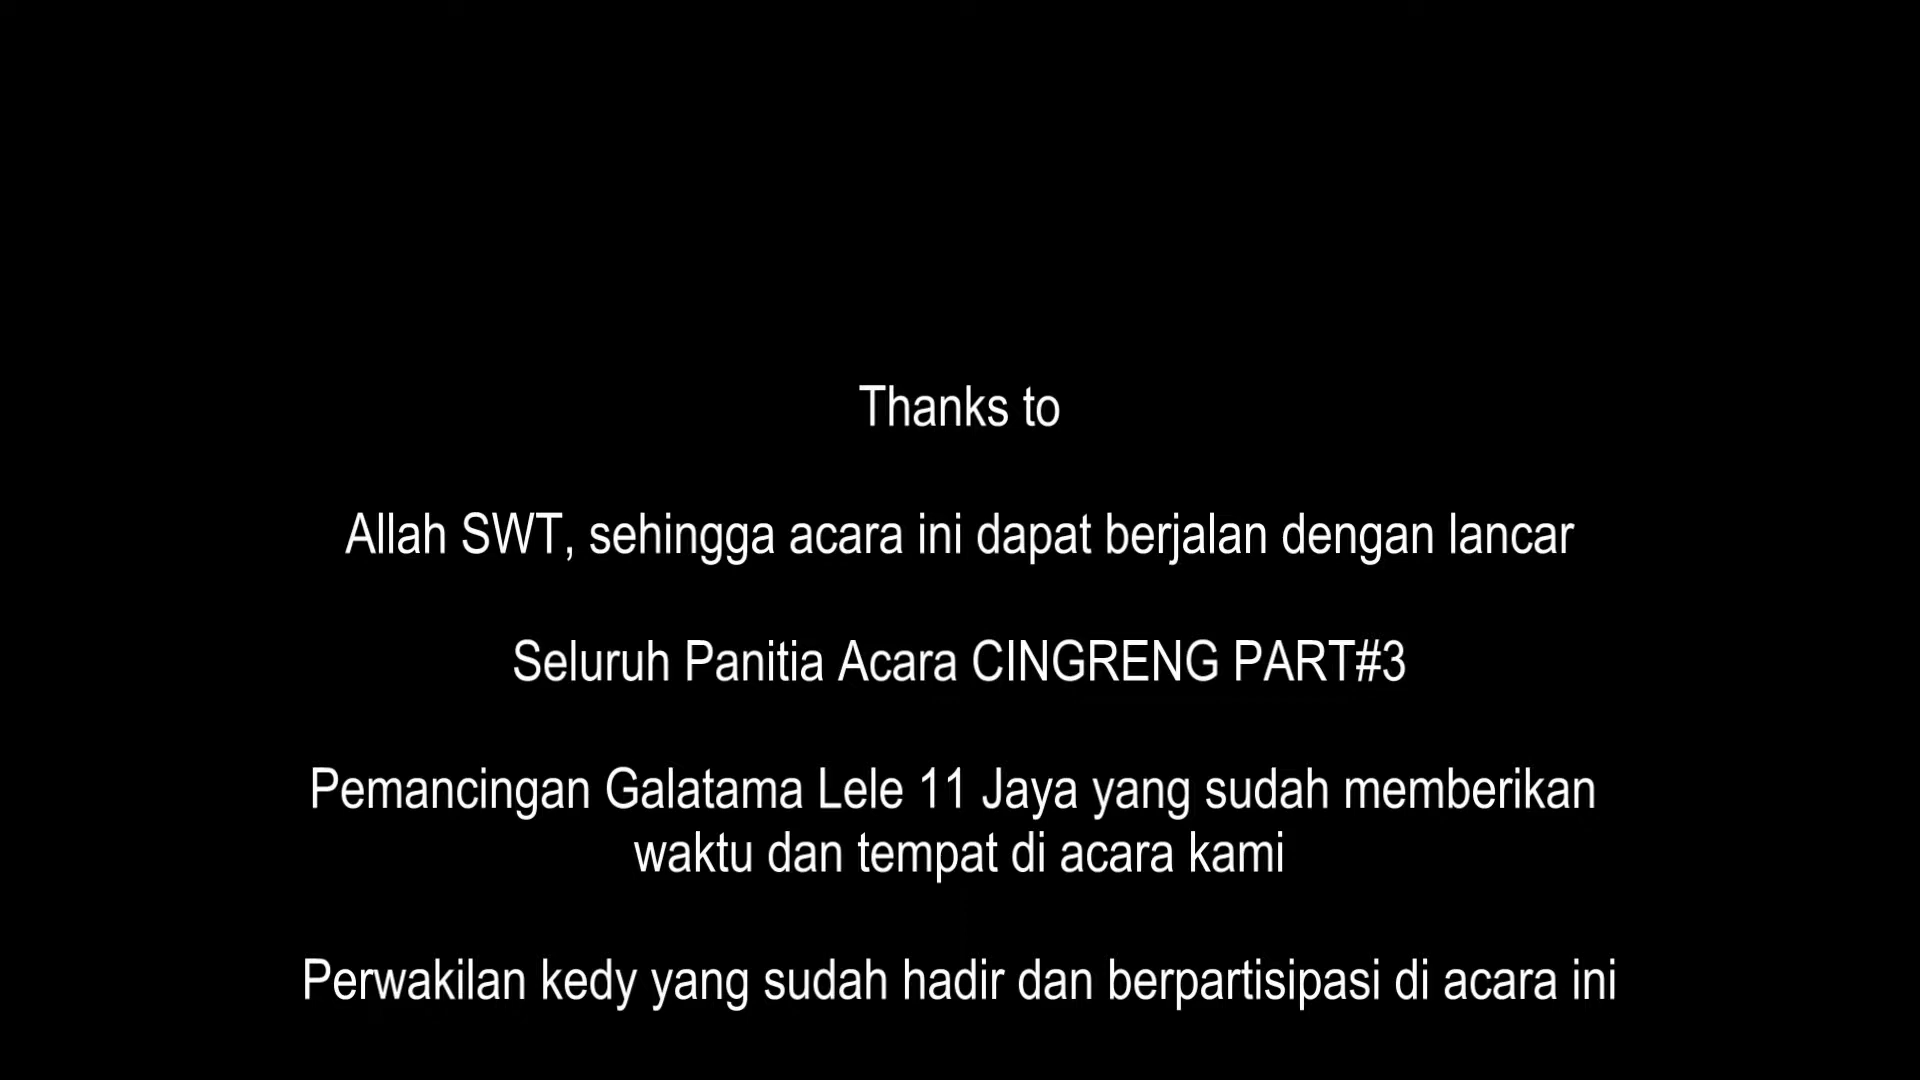 Thanks to
Allah SWT, sehingga acara ini dapat berjalan dengan lancar
Seluruh Panitia Acara CINGRENG PART#3
Pemancingan Galatama Lele 11 Jaya yang sudah memberikan
waktu dan tempat di acara kami
Perwakilan kedy yang sudah hadir dan berpartisipasi di acara ini